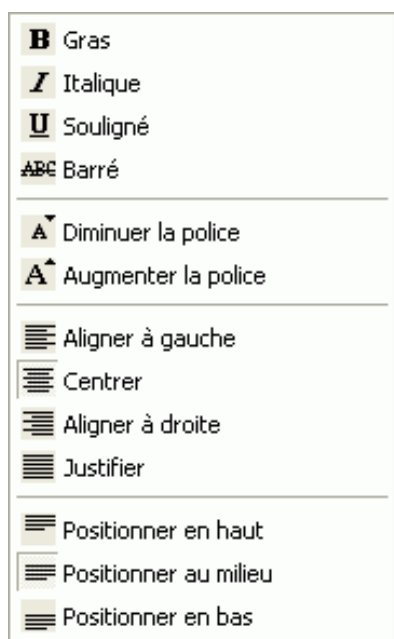 B Gras
I Italique
U Souligné
ABC Barré
A Diminuer la police
A Augmenter la police
Aligner à gauche
Centrer
Aligner à droite
Justifier
Positionner en haut
Positionner au milieu
Positionner en bas